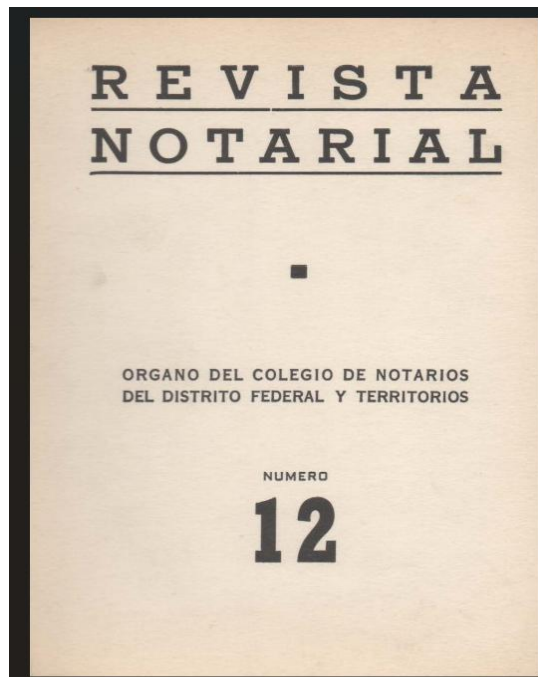 REVISTA
NOTARIAL
ORGANO DEL COLEGIO DE NOTARIOS
DEL DISTRITO FEDERAL Y TERRITORIOS
NUMERO
12